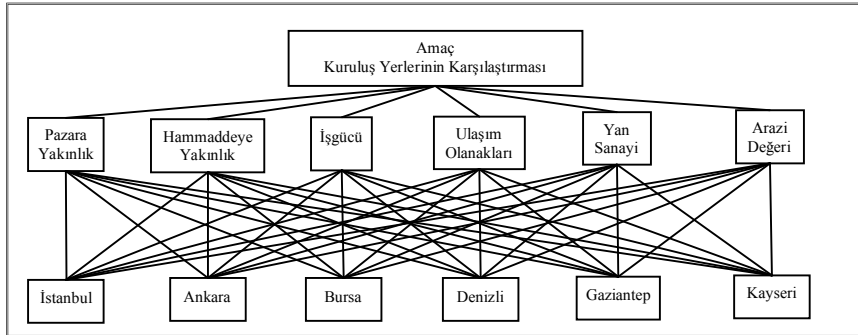 Amaç
Kuruluş Yerlerinin Karşılaştırması
Pazara
Yakınlık
Hammaddeye
Yakınlık
İşgücü
Ulaşım
Olanakları
Yan
Sanayi
Arazi
Değeri
İstanbul
Ankara
Bursa
Denizli
Gaziantep
Kayseri